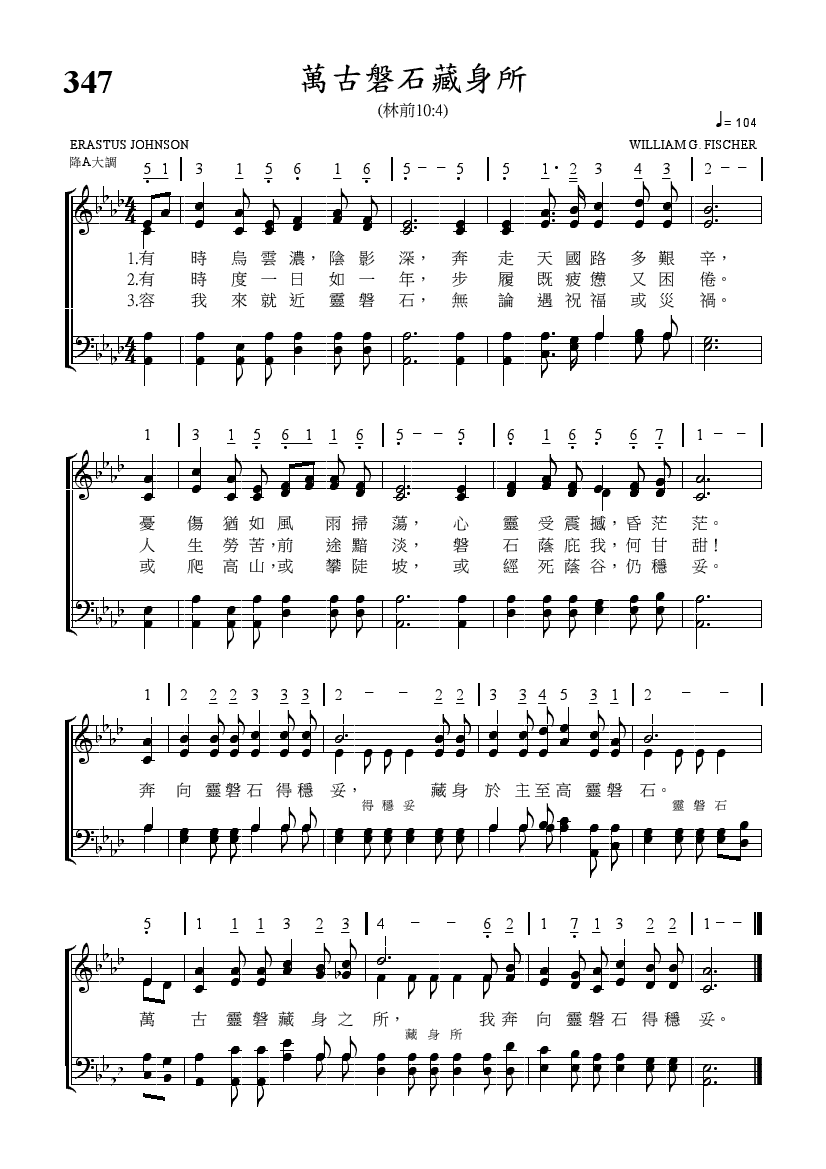 347
萬古磐石藏身所
(林前10:4)
♩= 104
ERASTUS JOHNSON WILLIAM G. FISCHER
降A大調
5 1 | 3 1 5 6 1 6 | 5 – – 5 | 5 1· 2 3 4 3 | 2 – – |
1.有 時 烏 雲 濃，陰 影 深，奔 走 天 國 路 多 艱 辛，
2.有 時 度 一 日 如 一 年，步 履 既 疲 憊 又 困 倦。
3.容 我 來 就 近 靈 磐 石，無 論 遇 祝 福 或 災 禍。
1 | 3 1 5 6 1 1 6 | 5 – – 5 | 6 1 6 5 6 7 | 1 – – |
憂 傷 猶 如 風 雨 掃 蕩，心 靈 受 震 撼，昏 茫 茫。
人 生 勞 苦，前 途 黯 淡，磐 石 蔭 庇 我，何 甘 甜！
或 爬 高 山，或 攀 陡 坡，或 經 死 蔭 谷，仍 穩 妥。
1 | 2 2 2 3 3 3 | 2 – – 2 2 | 3 3 4 5 3 1 | 2 – – |
奔 向 靈 磐 石 得 穩 妥， 藏 身 於 主 至 高 靈 磐 石。
得 穩 妥 靈 磐 石
5 | 1 1 1 3 2 3 | 4 – – 6 2 | 1 7 1 3 2 2 | 1 – –
萬 古 靈 磐 藏 身 之 所， 我 奔 向 靈 磐 石 得 穩 妥。
藏 身 所